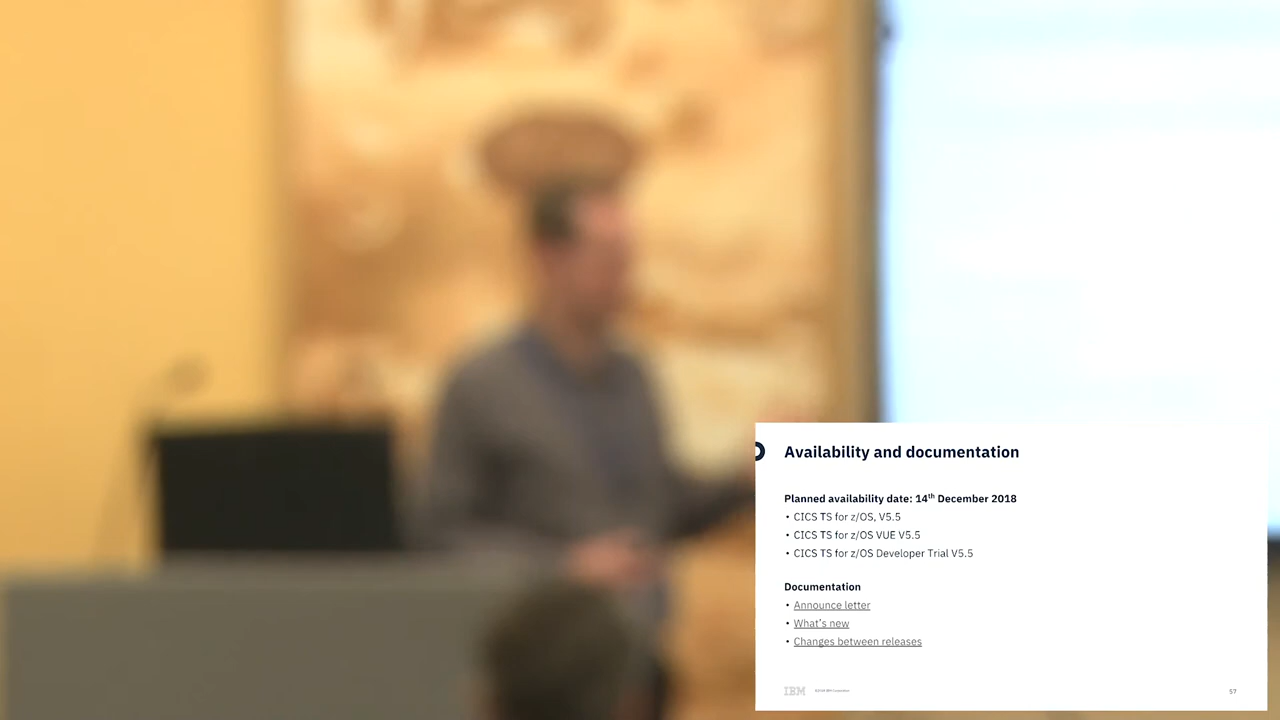 Availability and documentation
Planned availability date: 14th December 2018
• CICS TS for z/OS, V5.5
• CICS TS for z/OS VUE V5.5
• CICS TS for z/OS Developer Trial V5.5
Documentation
• Announce letter
• What's new
• Changes between releases
IBM
57